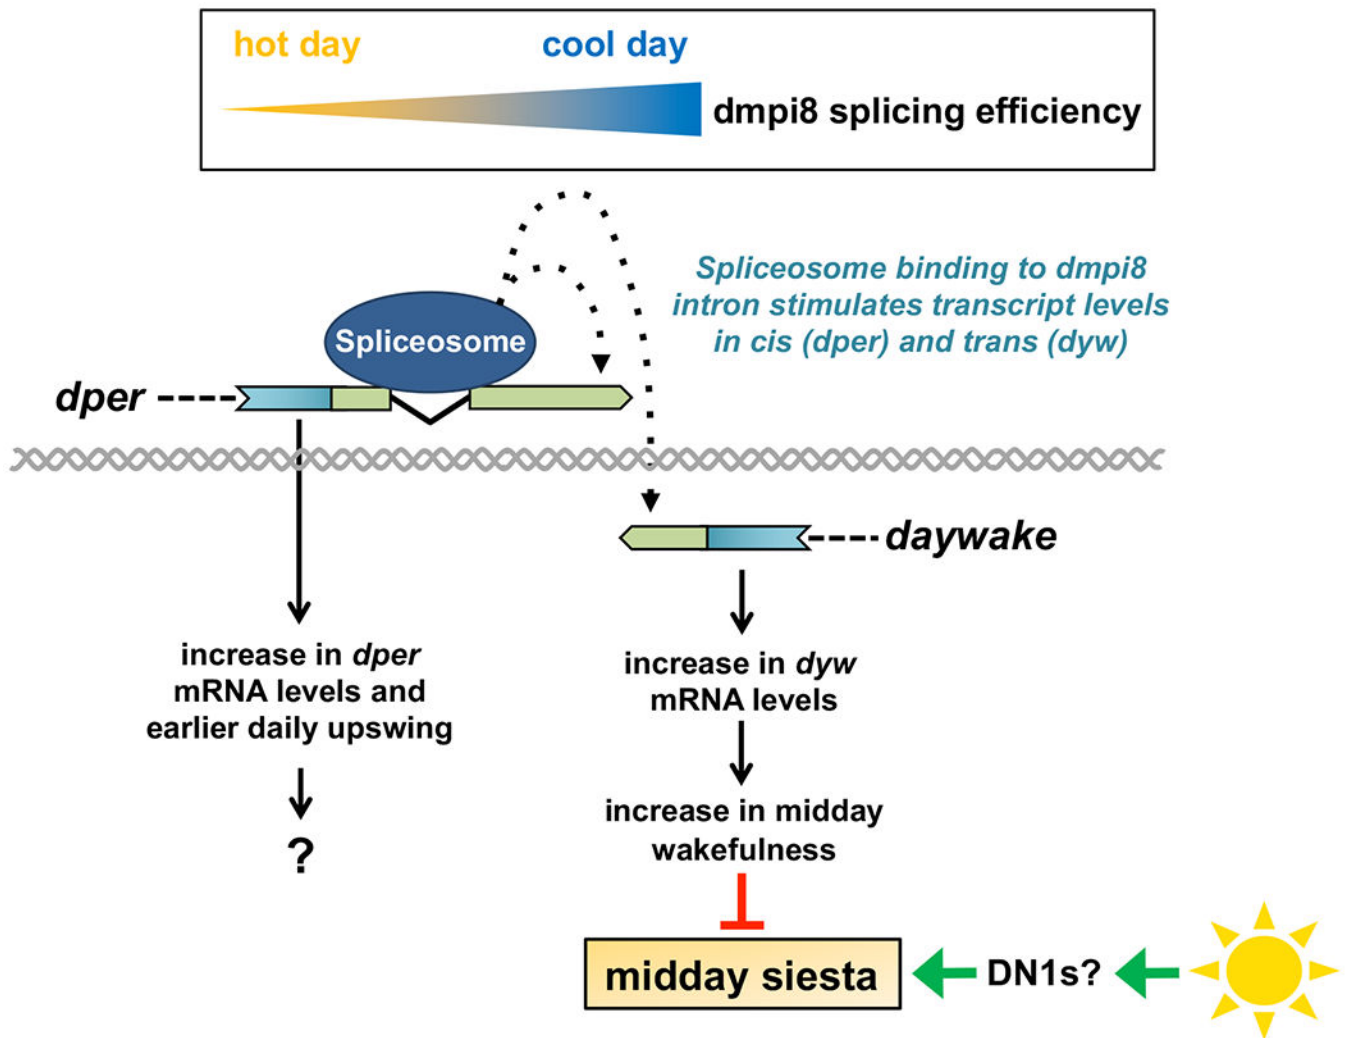 hot day
cool day
dmpi8 splicing efficiency
Spliceosome binding to dmpi8
intron stimulates transcript levels
in cis (dper) and trans (dyw)
Spliceosome
dper
daywake
increase in dper
mRNA levels and
earlier daily upswing
?
increase in dyw
mRNA levels
increase in midday
wakefulness
midday siesta
DN1s?